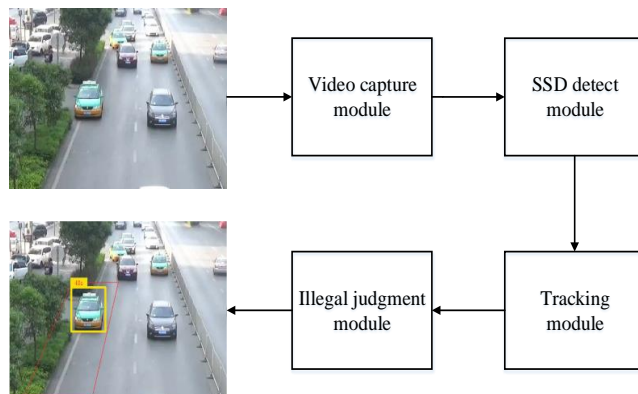 Video capture
module
SSD detect
module
Tracking
module
Illegal judgment
module